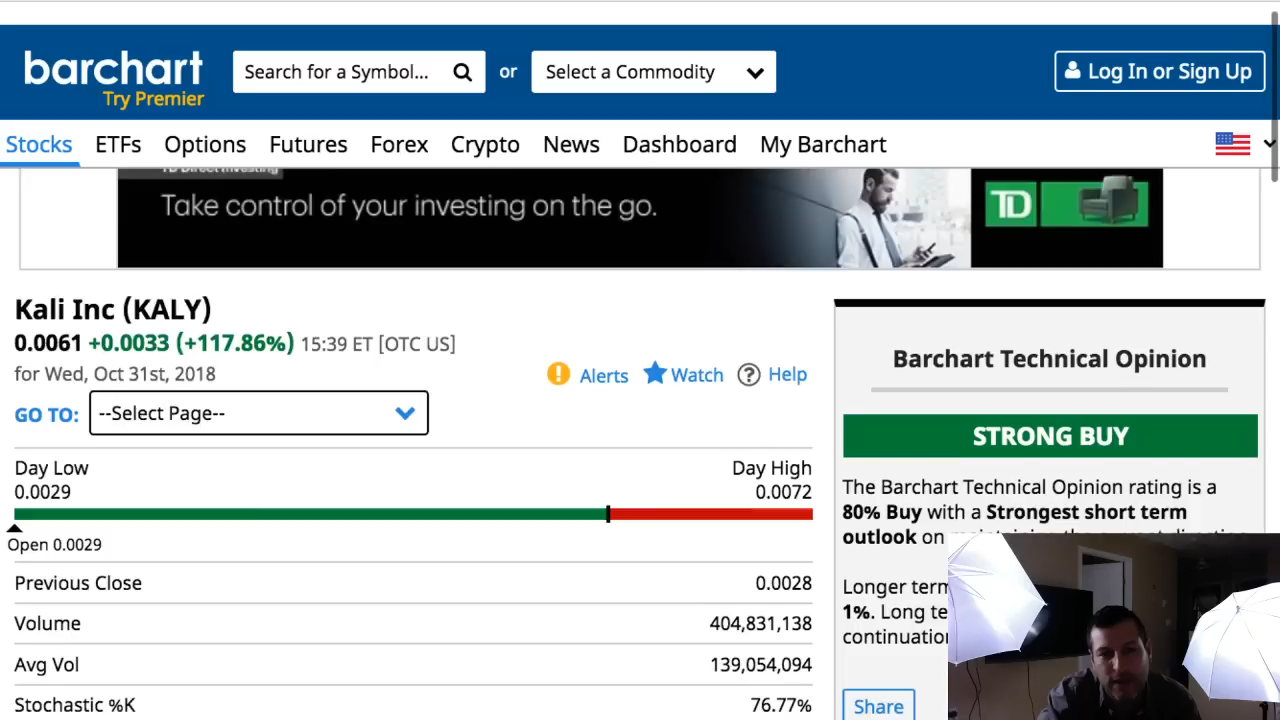 barchart
Try Premier
Search for a Symbol...
or
Select a Commodity
Log In or Sign Up
Stocks ETFs Options Futures Forex Crypto News Dashboard My Barchart
TD Direct Investing
Take control of your investing on the go.
TD
Kali Inc (KALY)
0.0061 +0.0033 (+117.86%) 15:39 ET [OTC US]
for Wed, Oct 31st, 2018
Alerts Watch Help
GO TO: --Select Page--
Day Low Day High
0.0029 0.0072
Open 0.0029
Previous Close 0.0028
Volume 404,831,138
Avg Vol 139,054,094
Stochastic %K 76.77%
Barchart Technical Opinion
STRONG BUY
The Barchart Technical Opinion rating is a
80% Buy with a Strongest short term
outlook on
Longer term
1%. Long te
continuation
Share